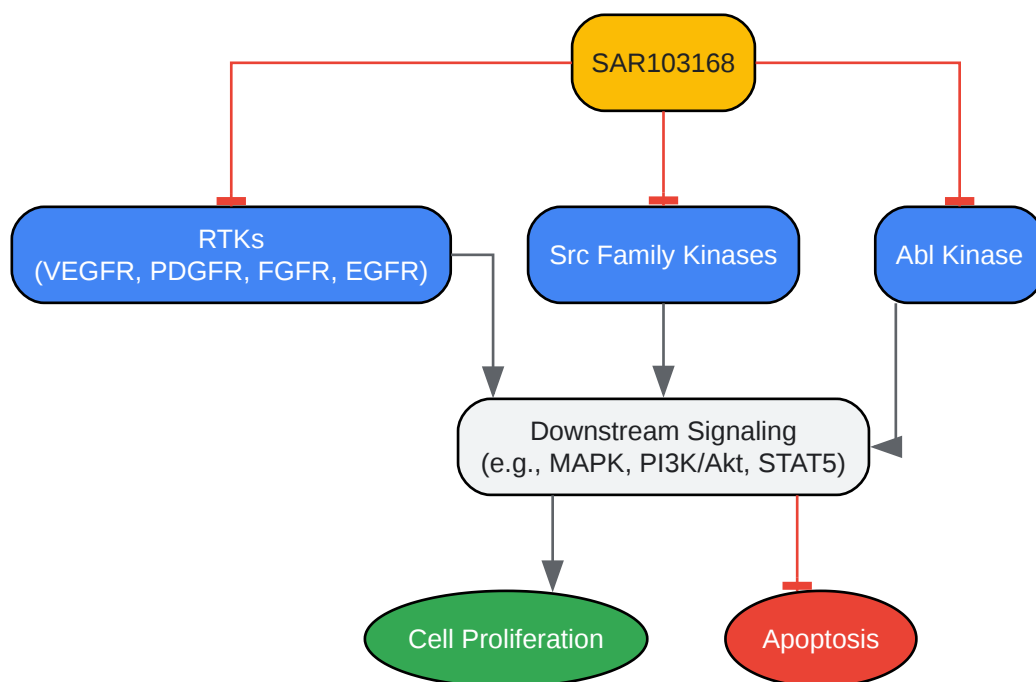 SAR103168
RTKs
(VEGFR, PDGFR, FGFR, EGFR)
Src Family Kinases
Abl Kinase
Downstream Signaling
(e.g., MAPK, PI3K/Akt, STAT5)
Cell Proliferation
Apoptosis